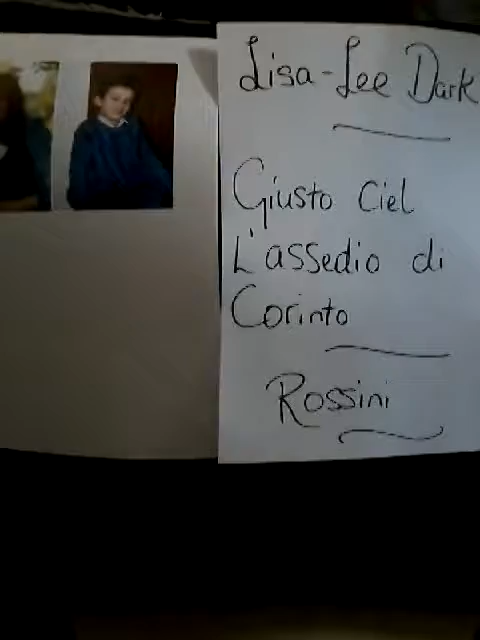 Lisa-Lee Dark
Giusto Ciel
L'assedio di
Corinto
Rossini